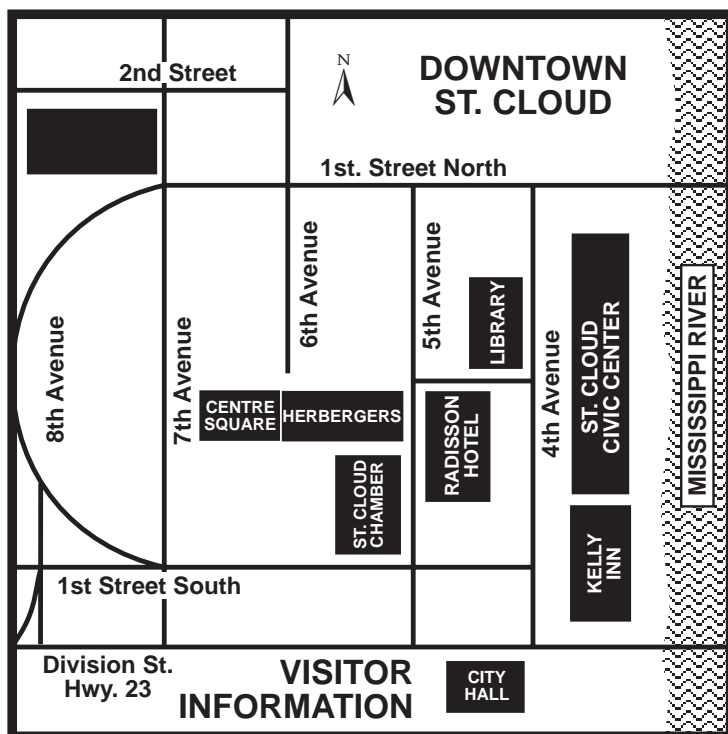 2nd Street
N
DOWNTOWN
ST. CLOUD
1st. Street North
8th Avenue
7th Avenue
6th Avenue
5th Avenue
4th Avenue
LIBRARY
ST. CLOUD
CIVIC CENTER
MISSISSIPPI RIVER
CENTRE
SQUARE
HERBERGERS
RADISSON
HOTEL
ST. CLOUD
CHAMBER
KELLY
INN
1st Street South
Division St.
Hwy. 23
VISITOR
INFORMATION
CITY
HALL